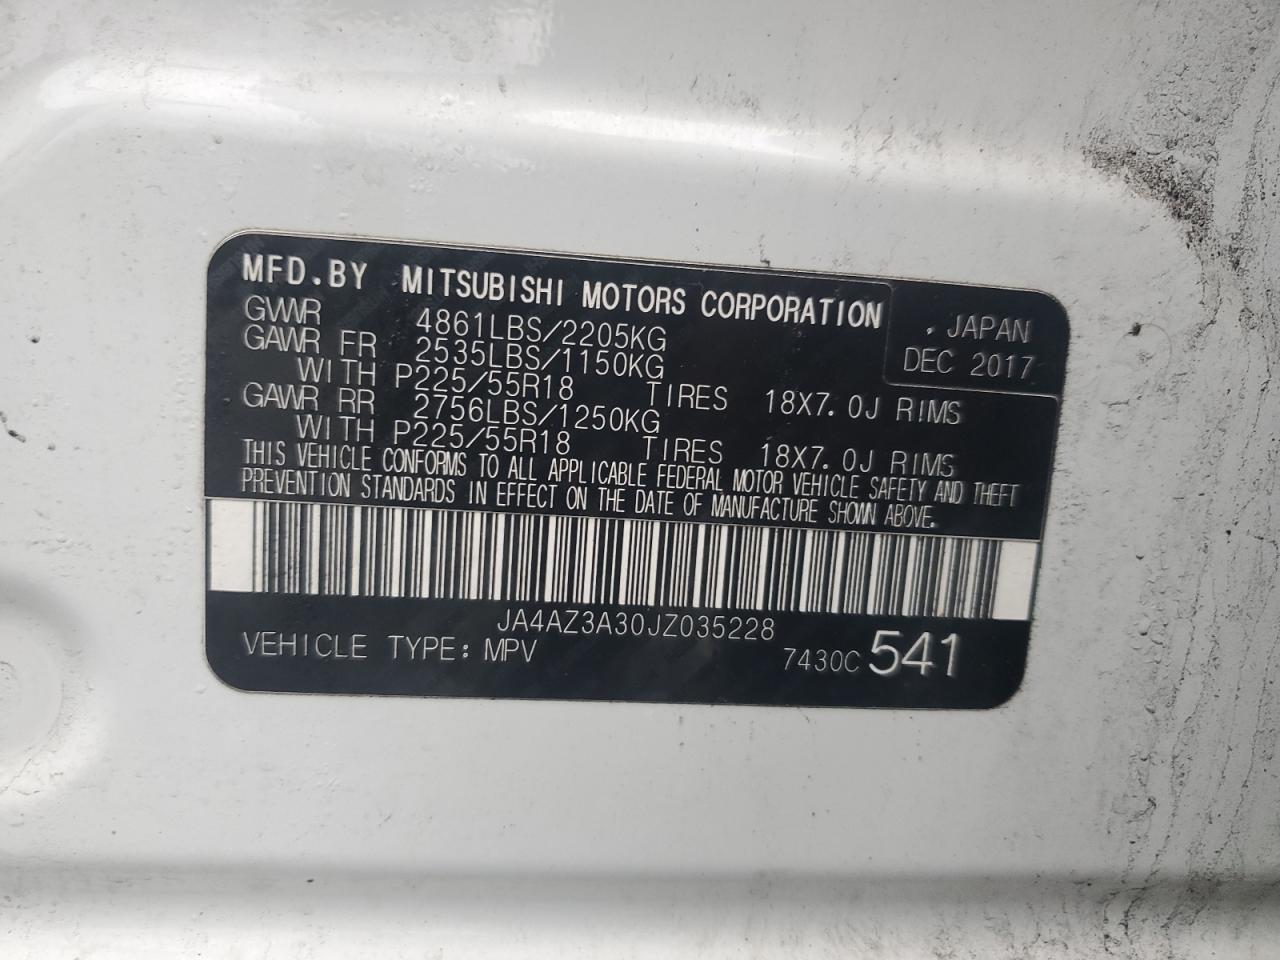 MFD.BY MITSUBISHI MOTORS CORPORATION
. JAPAN
DEC 2017
GVWR 4861LBS/2205KG
GAWR FR 2535LBS/1150KG
WITH P225/55R18 TIRES 18X7.0J RIMS
GAWR RR 2756LBS/1250KG
WITH P225/55R18 TIRES 18X7.0J RIMS
THIS VEHICLE CONFORMS TO ALL APPLICABLE FEDERAL MOTOR VEHICLE SAFETY AND THEFT
PREVENTION STANDARDS IN EFFECT ON THE DATE OF MANUFACTURE SHOWN ABOVE.
JA4AZ3A30JZ035228
VEHICLE TYPE: MPV 7430C 541